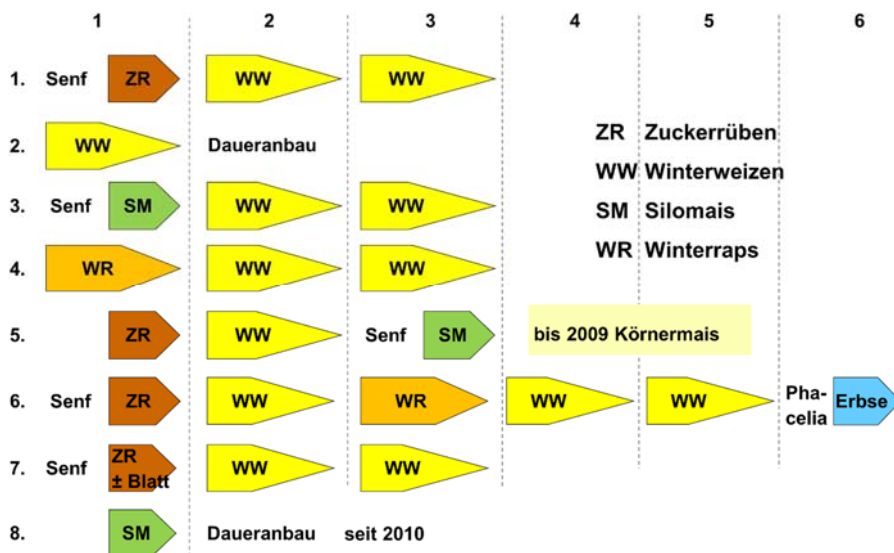 1 2 3 4 5 6
1. Senf ZR WW WW
2. WW Daueranbau
3. Senf SM WW WW
4. WR WW WW
5. ZR WW Senf SM bis 2009 Körnermais
6. Senf ZR WW WR WW WW Pha-
celia Erbse
7. Senf ZR
± Blatt WW WW
8. SM Daueranbau seit 2010
ZR Zuckerrüben
WW Winterweizen
SM Silomais
WR Winterraps